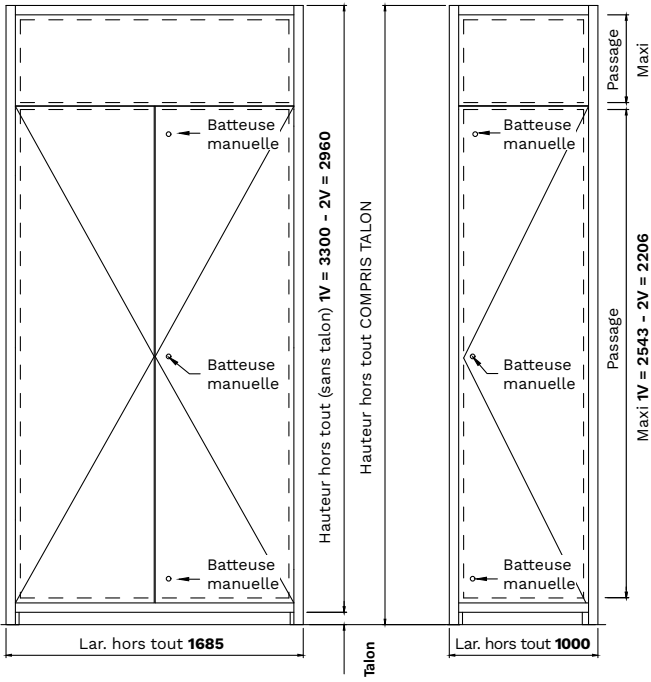 Batteuse
manuelle
Batteuse
manuelle
Batteuse
manuelle
Lar. hors tout 1685
Hauteur hors tout (sans talon) 1V = 3300 - 2V = 2960
Hauteur hors tout COMPRIS TALON
Talon
Batteuse
manuelle
Batteuse
manuelle
Batteuse
manuelle
Lar. hors tout 1000
Passage
Maxi
Passage
Maxi 1V = 2543 - 2V = 2206